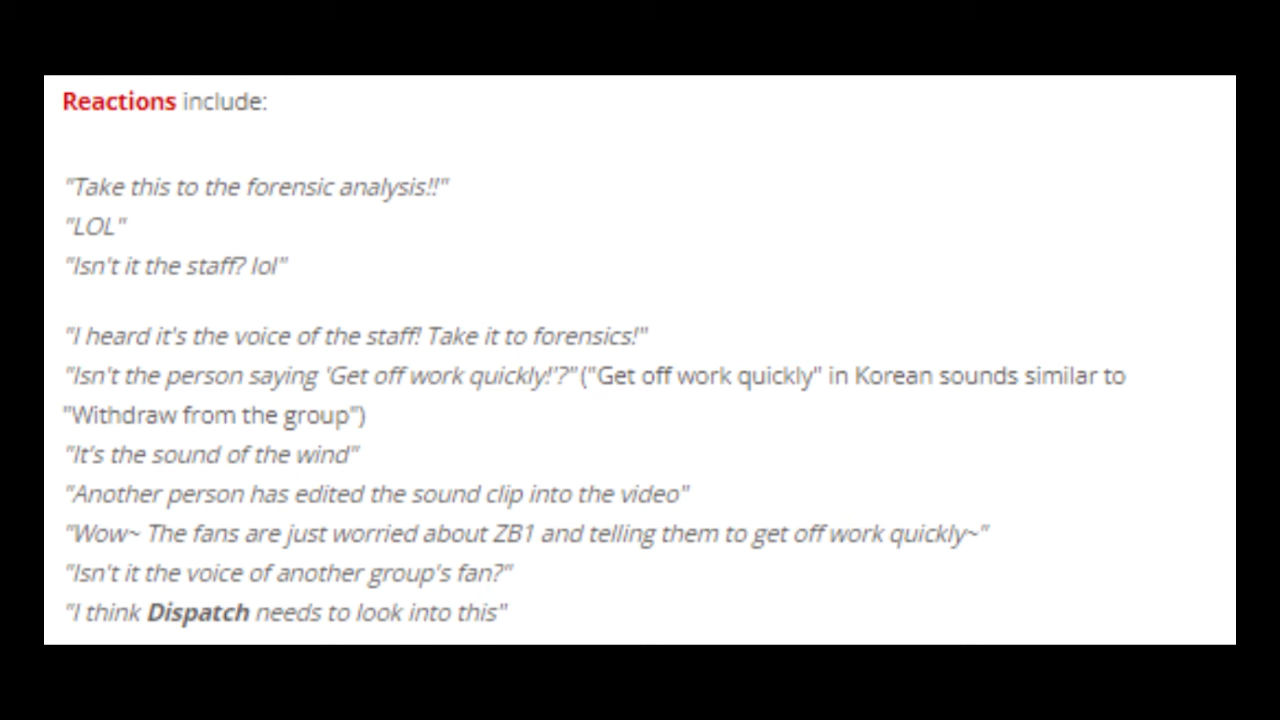 Reactions include:
"Take this to the forensic analysis!!"
"LOL"
"Isn't it the staff? lol"
"I heard it's the voice of the staff! Take it to forensics!"
"Isn't the person saying 'Get off work quickly!'?" ("Get off work quickly" in Korean sounds similar to
"Withdraw from the group")
"It's the sound of the wind"
"Another person has edited the sound clip into the video"
"Wow~ The fans are just worried about ZB1 and telling them to get off work quickly~"
"Isn't it the voice of another group's fan?"
"I think Dispatch needs to look into this"